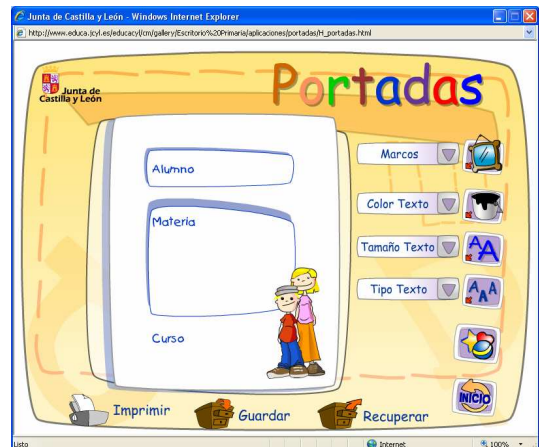 Junta de Castilla y León - Windows Internet Explorer
http://www.educa.jcyl.es/educacyl/cm/gallery/Escritorio%20Primaria/aplicaciones/portadas/H_portadas.html
Portadas
Junta de
Castilla y León
Marcos
Alumno
Color Texto
Materia
Tamaño Texto
AA
Tipo Texto
AAA
Curso
INICIO
Imprimir
Guardar
Recuperar
Listo
Internet
100%